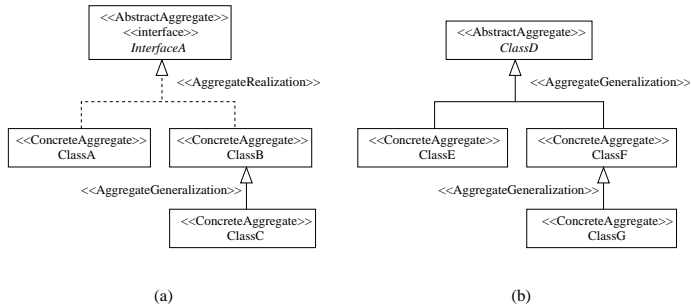 <<AbstractAggregate>>
<<interface>>
InterfaceA
<<AggregateRealization>>
<<ConcreteAggregate>>
ClassA
<<ConcreteAggregate>>
ClassB
<<AggregateGeneralization>>
<<ConcreteAggregate>>
ClassC
(a)
<<AbstractAggregate>>
ClassD
<<AggregateGeneralization>>
<<ConcreteAggregate>>
ClassE
<<ConcreteAggregate>>
ClassF
<<AggregateGeneralization>>
<<ConcreteAggregate>>
ClassG
(b)